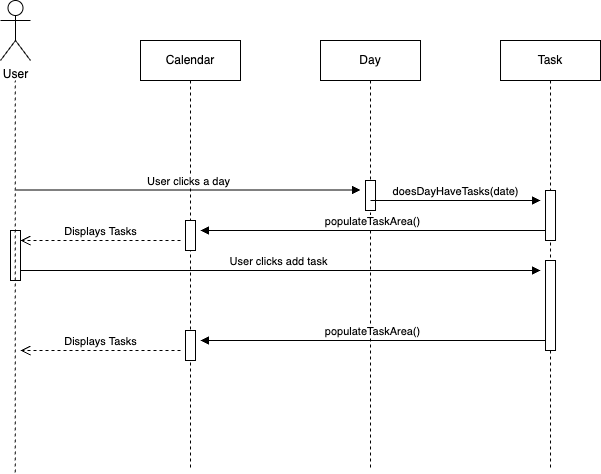 User
Calendar
Day
Task
User clicks a day
doesDayHaveTasks(date)
populateTaskArea()
Displays Tasks
User clicks add task
populateTaskArea()
Displays Tasks